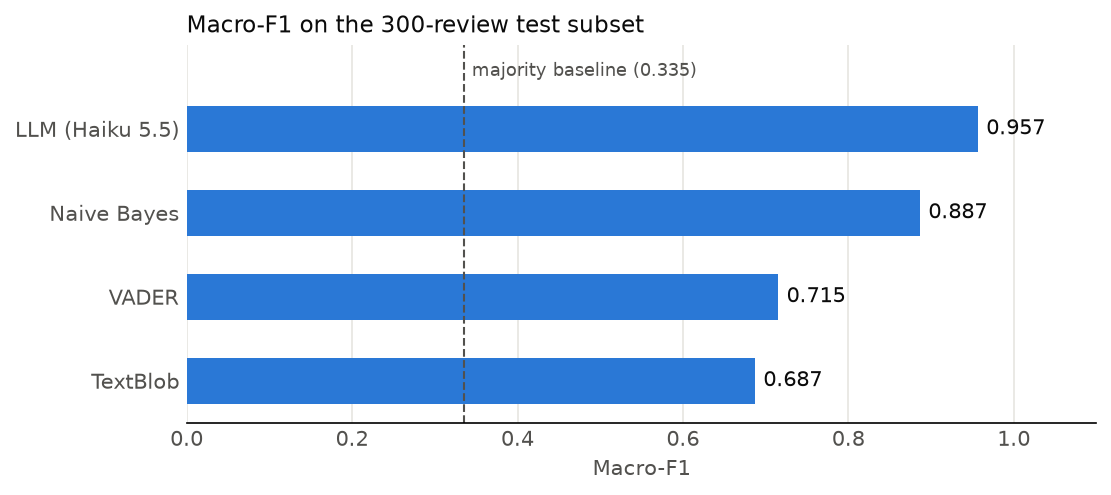 Macro-F1 on the 300-review test subset
majority baseline (0.335)
LLM (Haiku 5.5)
0.957
Naive Bayes
0.887
VADER
0.715
TextBlob
0.687
0.0 0.2 0.4 0.6 0.8 1.0
Macro-F1